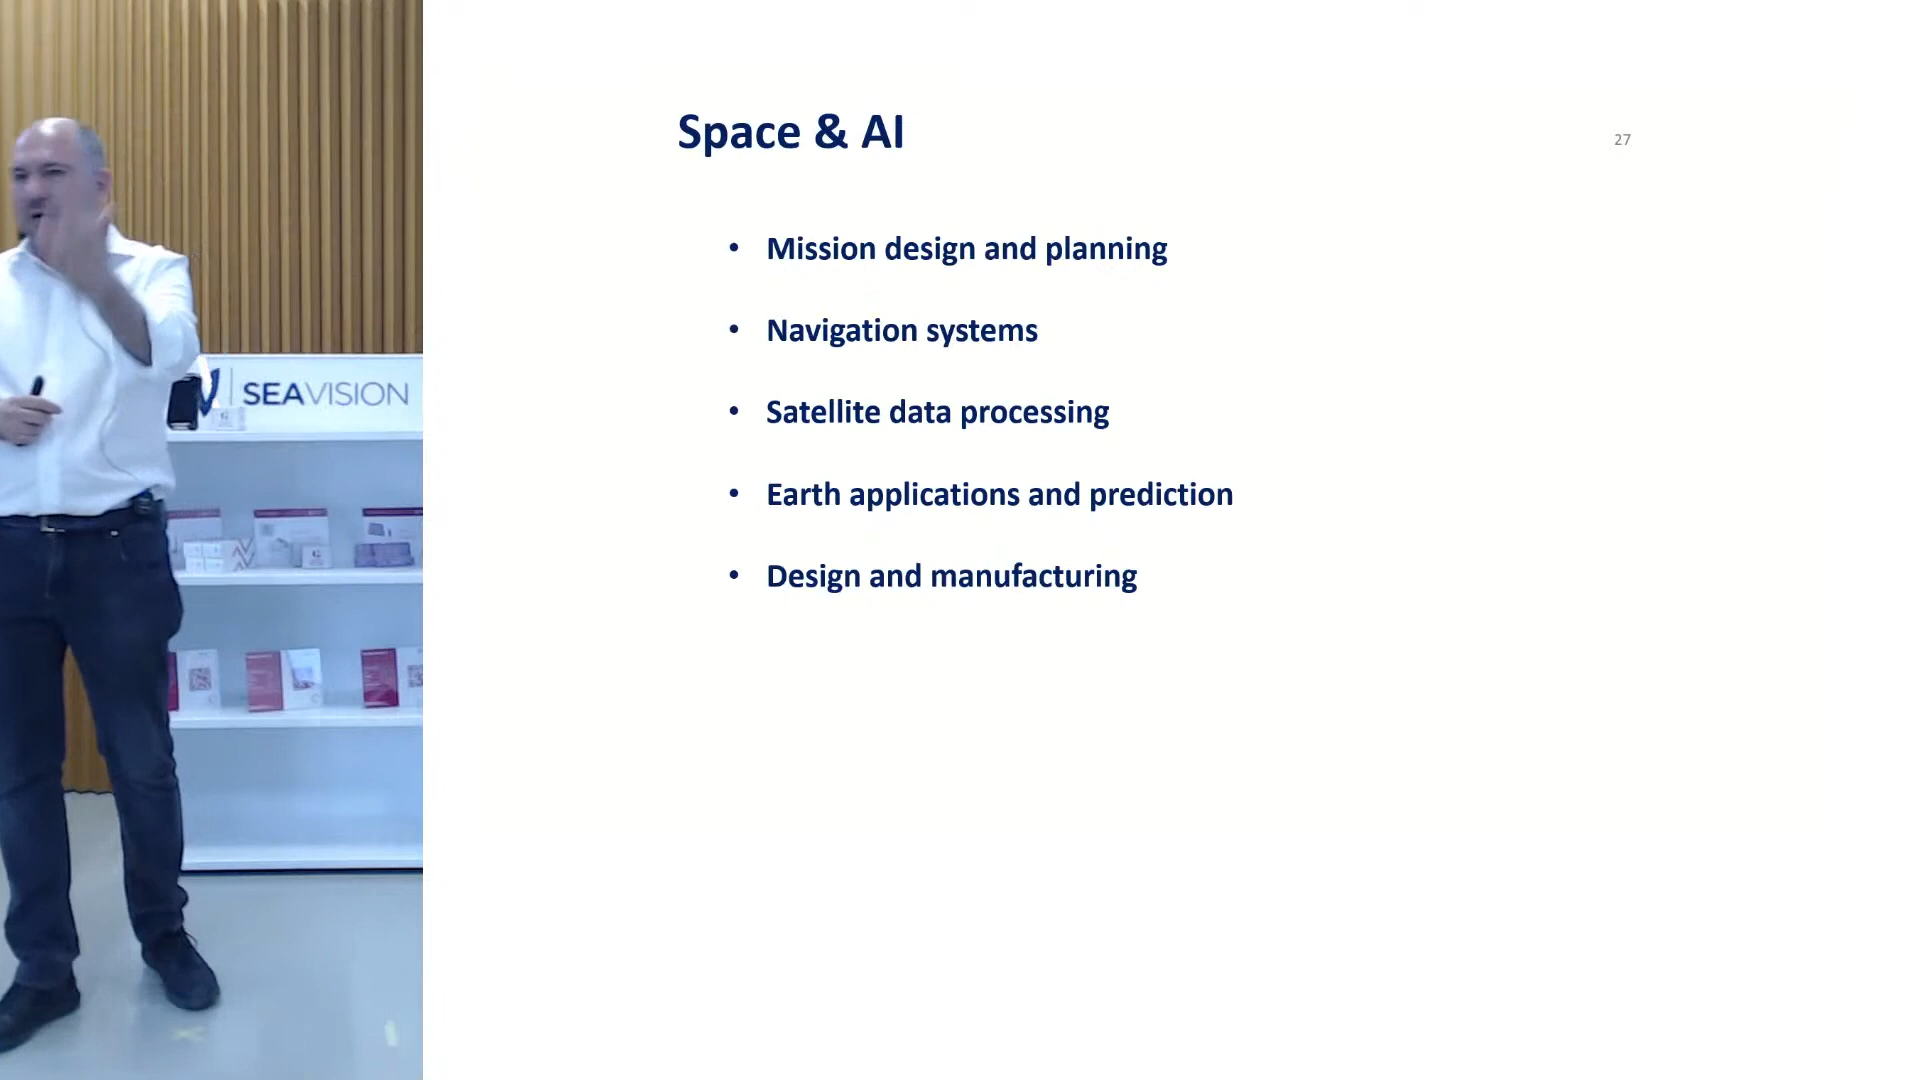 SEAVISION
Space & AI
27
• Mission design and planning
• Navigation systems
• Satellite data processing
• Earth applications and prediction
• Design and manufacturing